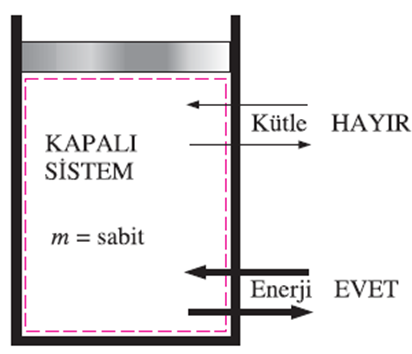 KAPALI
SİSTEM
m = sabit
Kütle HAYIR
Enerji EVET